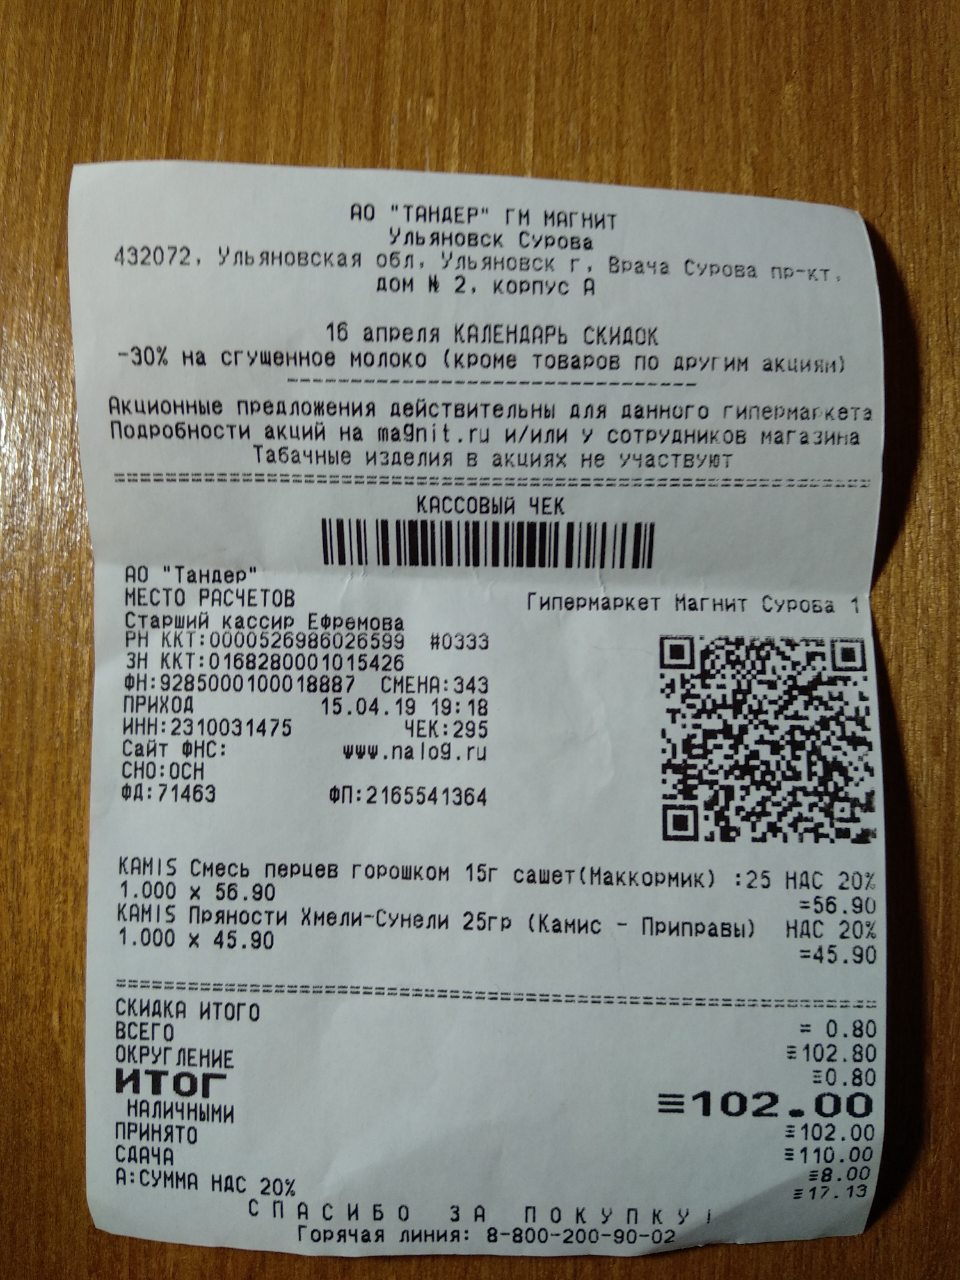 АО "ТАНДЕР" ГМ МАГНИТ
Ульяновск Сурова
432072, Ульяновская обл, Ульяновск г, Врача Сурова пр-кт,
дом № 2, корпус А
16 апреля КАЛЕНДАРЬ СКИДОК
-30% на сгущенное молоко (кроме товаров по другим акциям)
Акционные предложения действительны для данного гипермаркета
Подробности акций на magnit.ru и/или у сотрудников магазина
Табачные изделия в акциях не участвуют
КАССОВЫЙ ЧЕК
АО "Тандер"
МЕСТО РАСЧЕТОВ Гипермаркет Магнит Сурова 1
Старший кассир Ефремова
РН ККТ:0000526986026599 #0333
ЗН ККТ:0168280001015426
ФН:9285000100018887 СМЕНА:343
ПРИХОД 15.04.19 19:18
ИНН:2310031475 ЧЕК:295
Сайт ФНС: www.nalog.ru
СНО:ОСН
ФД:71463 ФП:2165541364
KAMIS Смесь перцев горошком 15г сашет(Маккормик) :25 НДС 20%
1.000 x 56.90 =56.90
KAMIS Пряности Хмели-Сунели 25гр (Камис - Приправы) НДС 20%
1.000 x 45.90 =45.90
СКИДКА ИТОГО = 0.80
ВСЕГО ≡102.80
ОКРУГЛЕНИЕ ≡0.80
ИТОГ ≡102.00
НАЛИЧНЫМИ ≡102.00
ПРИНЯТО ≡110.00
СДАЧА ≡8.00
А:СУММА НДС 20% ≡17.13
СПАСИБО ЗА ПОКУПКУ!
Горячая линия: 8-800-200-90-02